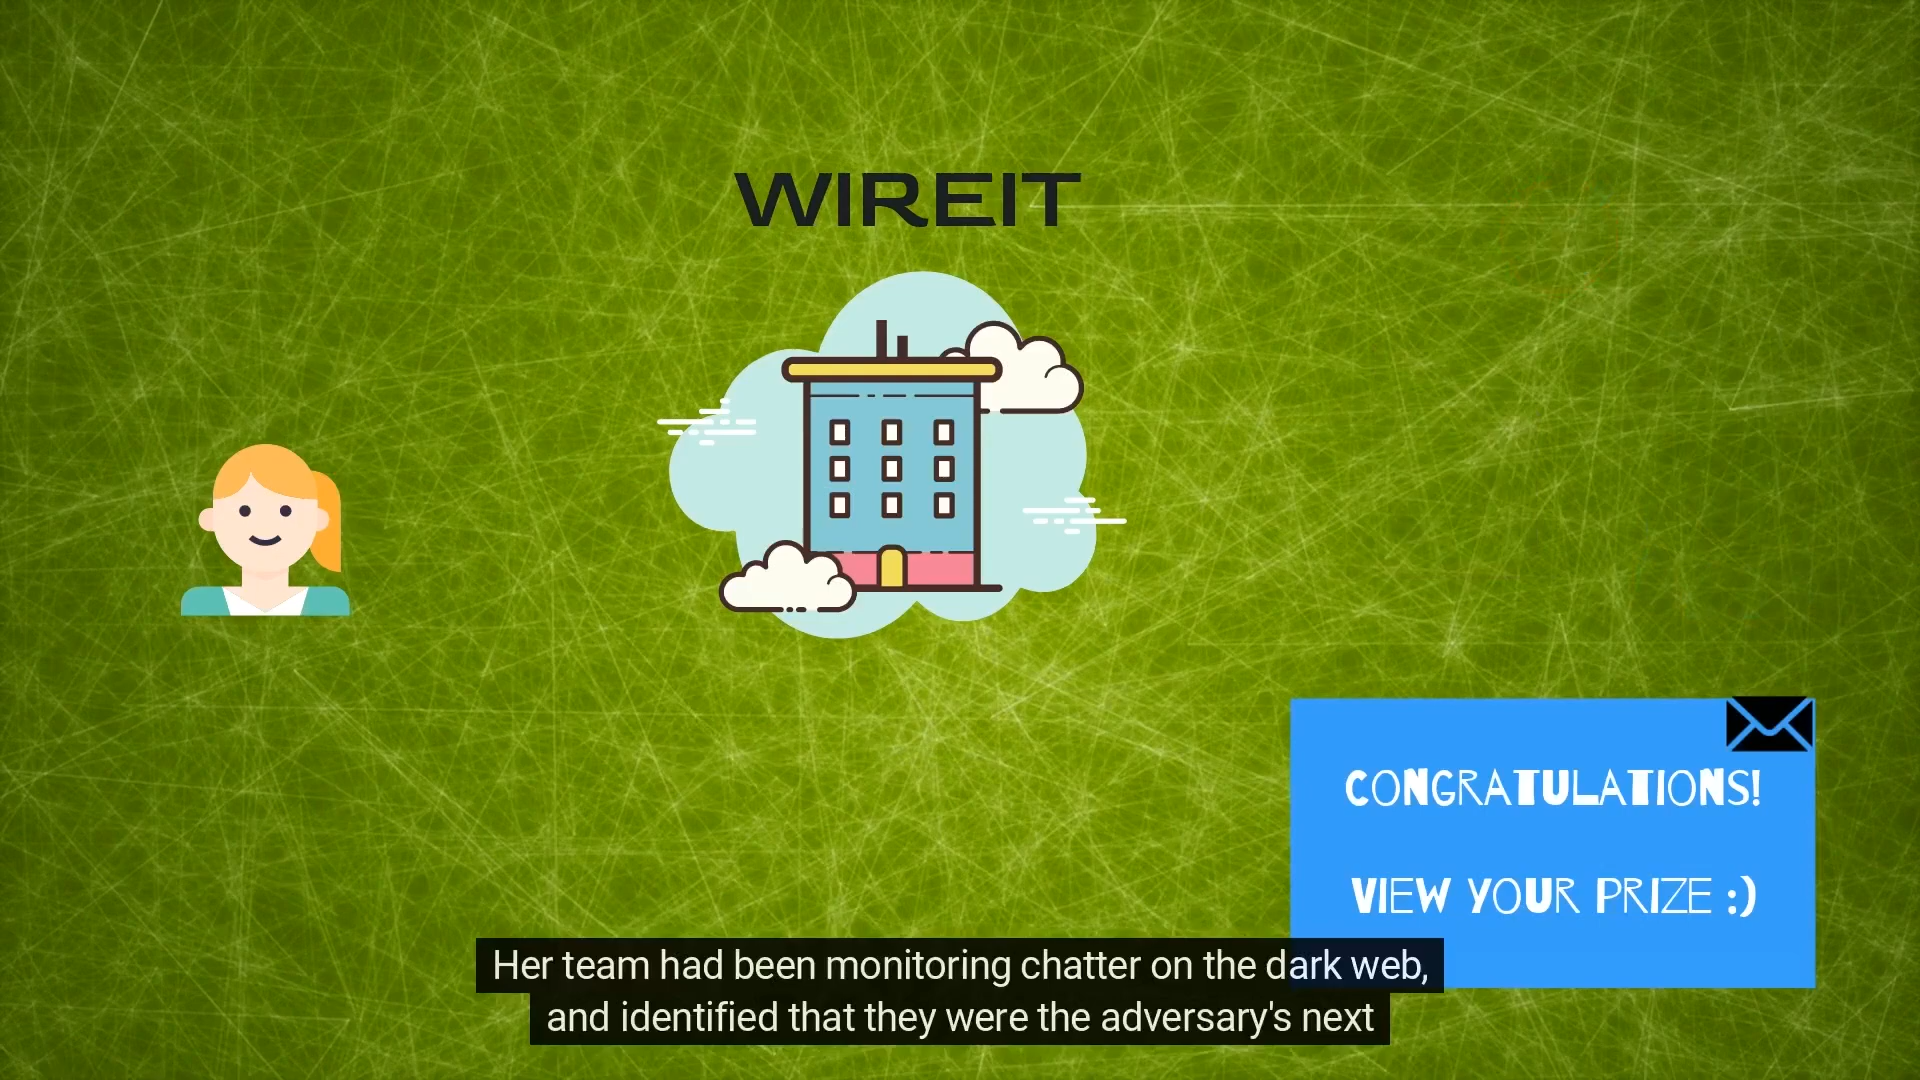 WIREIT
CONGRATULATIONS!
VIEW YOUR PRIZE :)
Her team had been monitoring chatter on the dark web,
and identified that they were the adversary's next